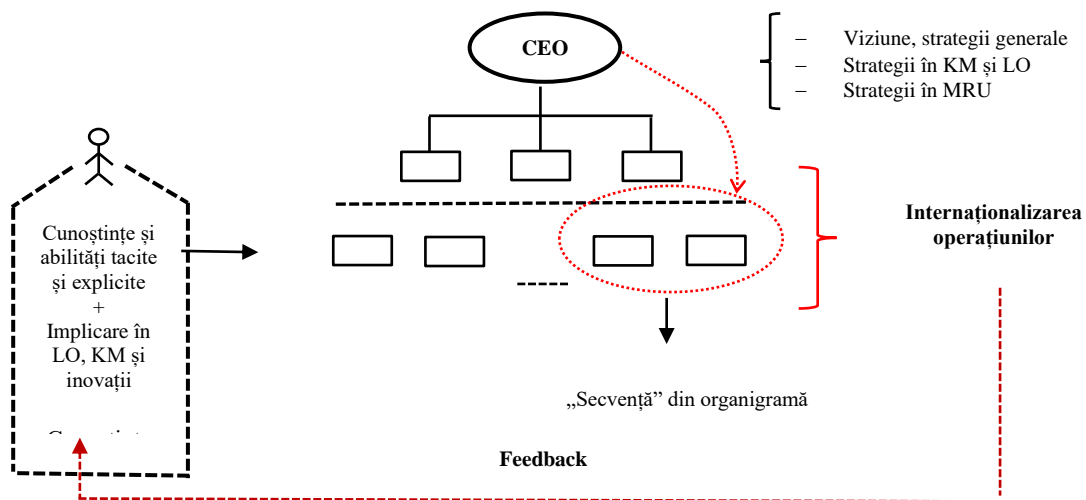 CEO
– Viziune, strategii generale
– Strategii în KM și LO
– Strategii în MRU
Cunoștințe și
abilități tacite
și explicite
+
Implicare în
LO, KM și
inovații
Internaționalizarea
operațiunilor
„Secvență” din organigramă
Feedback